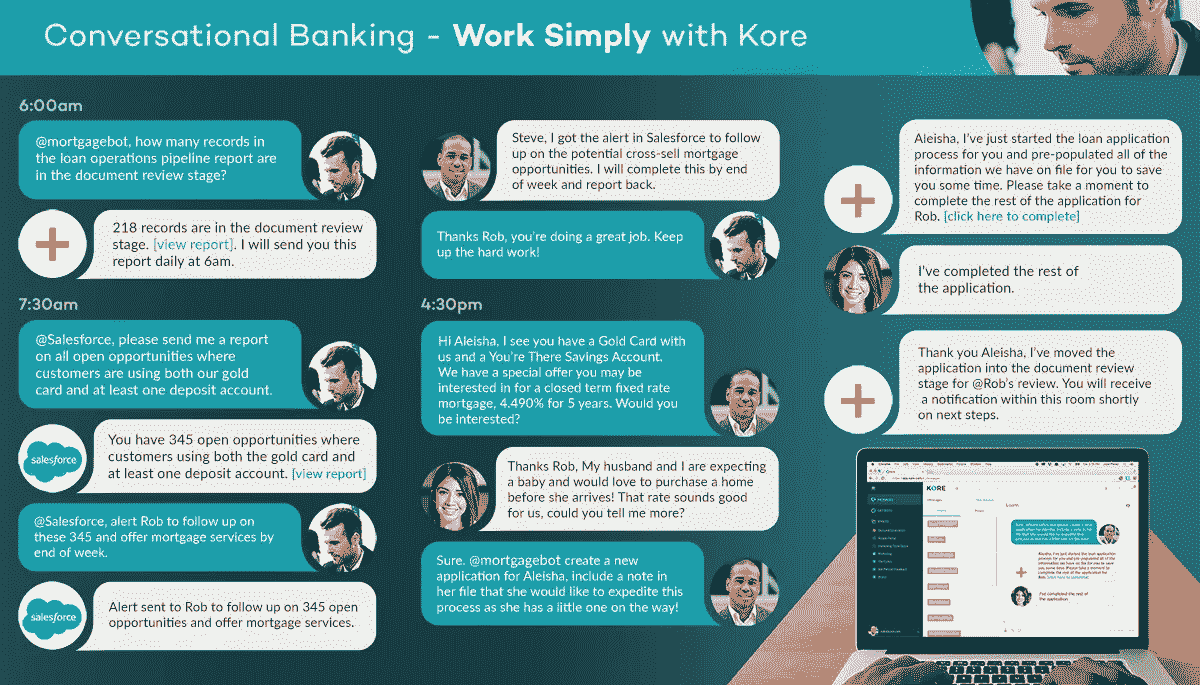 Conversational Banking - Work Simply with Kore
6:00am
@mortgagebot, how many records in
the loan operations pipeline report are
in the document review stage?
218 records are in the document review
stage. [view report]. I will send you this
report daily at 6am.
7:30am
@Salesforce, please send me a report
on all open opportunities where
customers are using both our gold
card and at least one deposit account.
salesforce
You have 345 open opportunities where
customers using both the gold card and
at least one deposit account. [view report]
@Salesforce, alert Rob to follow up on
these 345 and offer mortgage services by
end of week.
salesforce
Alert sent to Rob to follow up on 345 open
opportunities and offer mortgage services.
Steve, I got the alert in Salesforce to follow
up on the potential cross-sell mortgage
opportunities. I will complete this by end
of week and report back.
Thanks Rob, you're doing a great job. Keep
up the hard work!
4:30pm
Hi Aleisha, I see you have a Gold Card with
us and a You're There Savings Account.
We have a special offer you may be
interested in for a closed term fixed rate
mortgage, 4.490% for 5 years. Would you
be interested?
Thanks Rob, My husband and I are expecting
a baby and would love to purchase a home
before she arrives! That rate sounds good
for us, could you tell me more?
Sure. @mortgagebot create a new
application for Aleisha, include a note in
her file that she would like to expedite this
process as she has a little one on the way!
Aleisha, I've just started the loan application
process for you and pre-populated all of the
information we have on file for you to save
you some time. Please take a moment to
complete the rest of the application for
Rob. [click here to complete]
I've completed the rest of
the application.
Thank you Aleisha, I've moved the
application into the document review
stage for @Rob's review. You will receive
a notification within this room shortly
on next steps.
KORE
I've completed the rest of
the application.